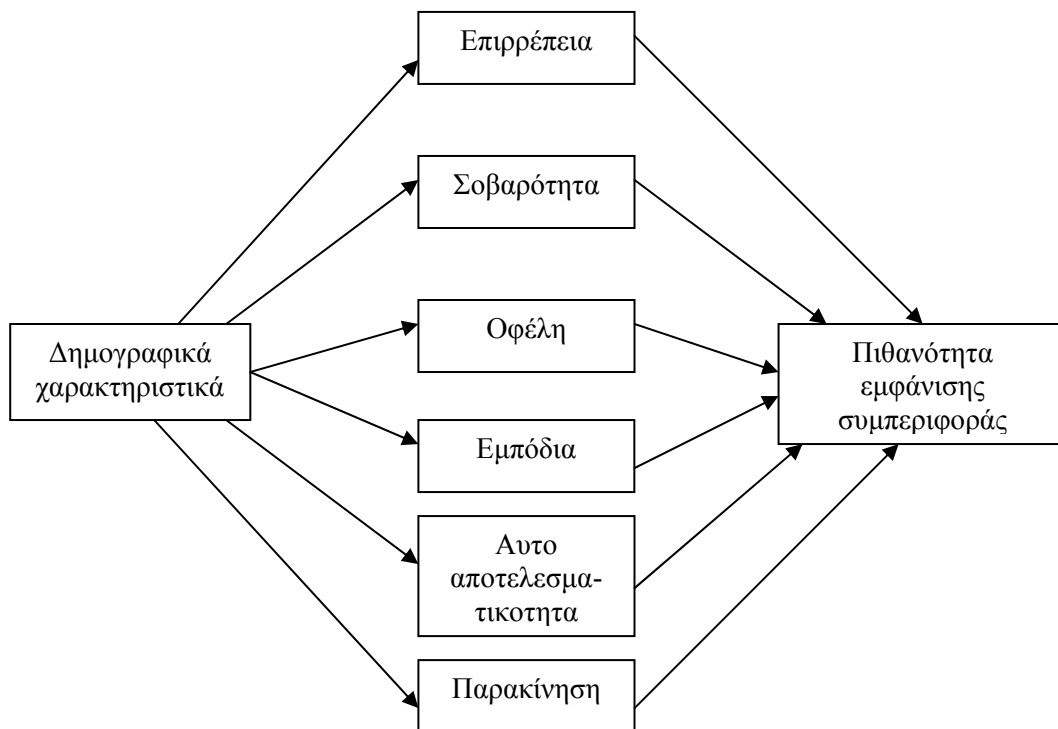 Επιρρέπεια
Σοβαρότητα
Οφέλη
Δημογραφικά
χαρακτηριστικά
Πιθανότητα
εμφάνισης
συμπεριφοράς
Εμπόδια
Αυτο
αποτελεσμα-
τικοτητα
Παρακίνηση